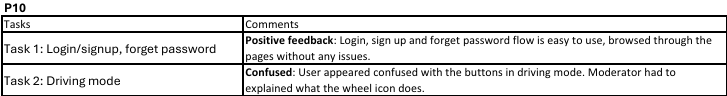 P10
Tasks Comments
Task 1: Login/signup, forget password
Positive feedback: Login, sign up and forget password flow is easy to use, browsed through the
pages without any issues.
Task 2: Driving mode
Confused: User appeared confused with the buttons in driving mode. Moderator had to
explained what the wheel icon does.